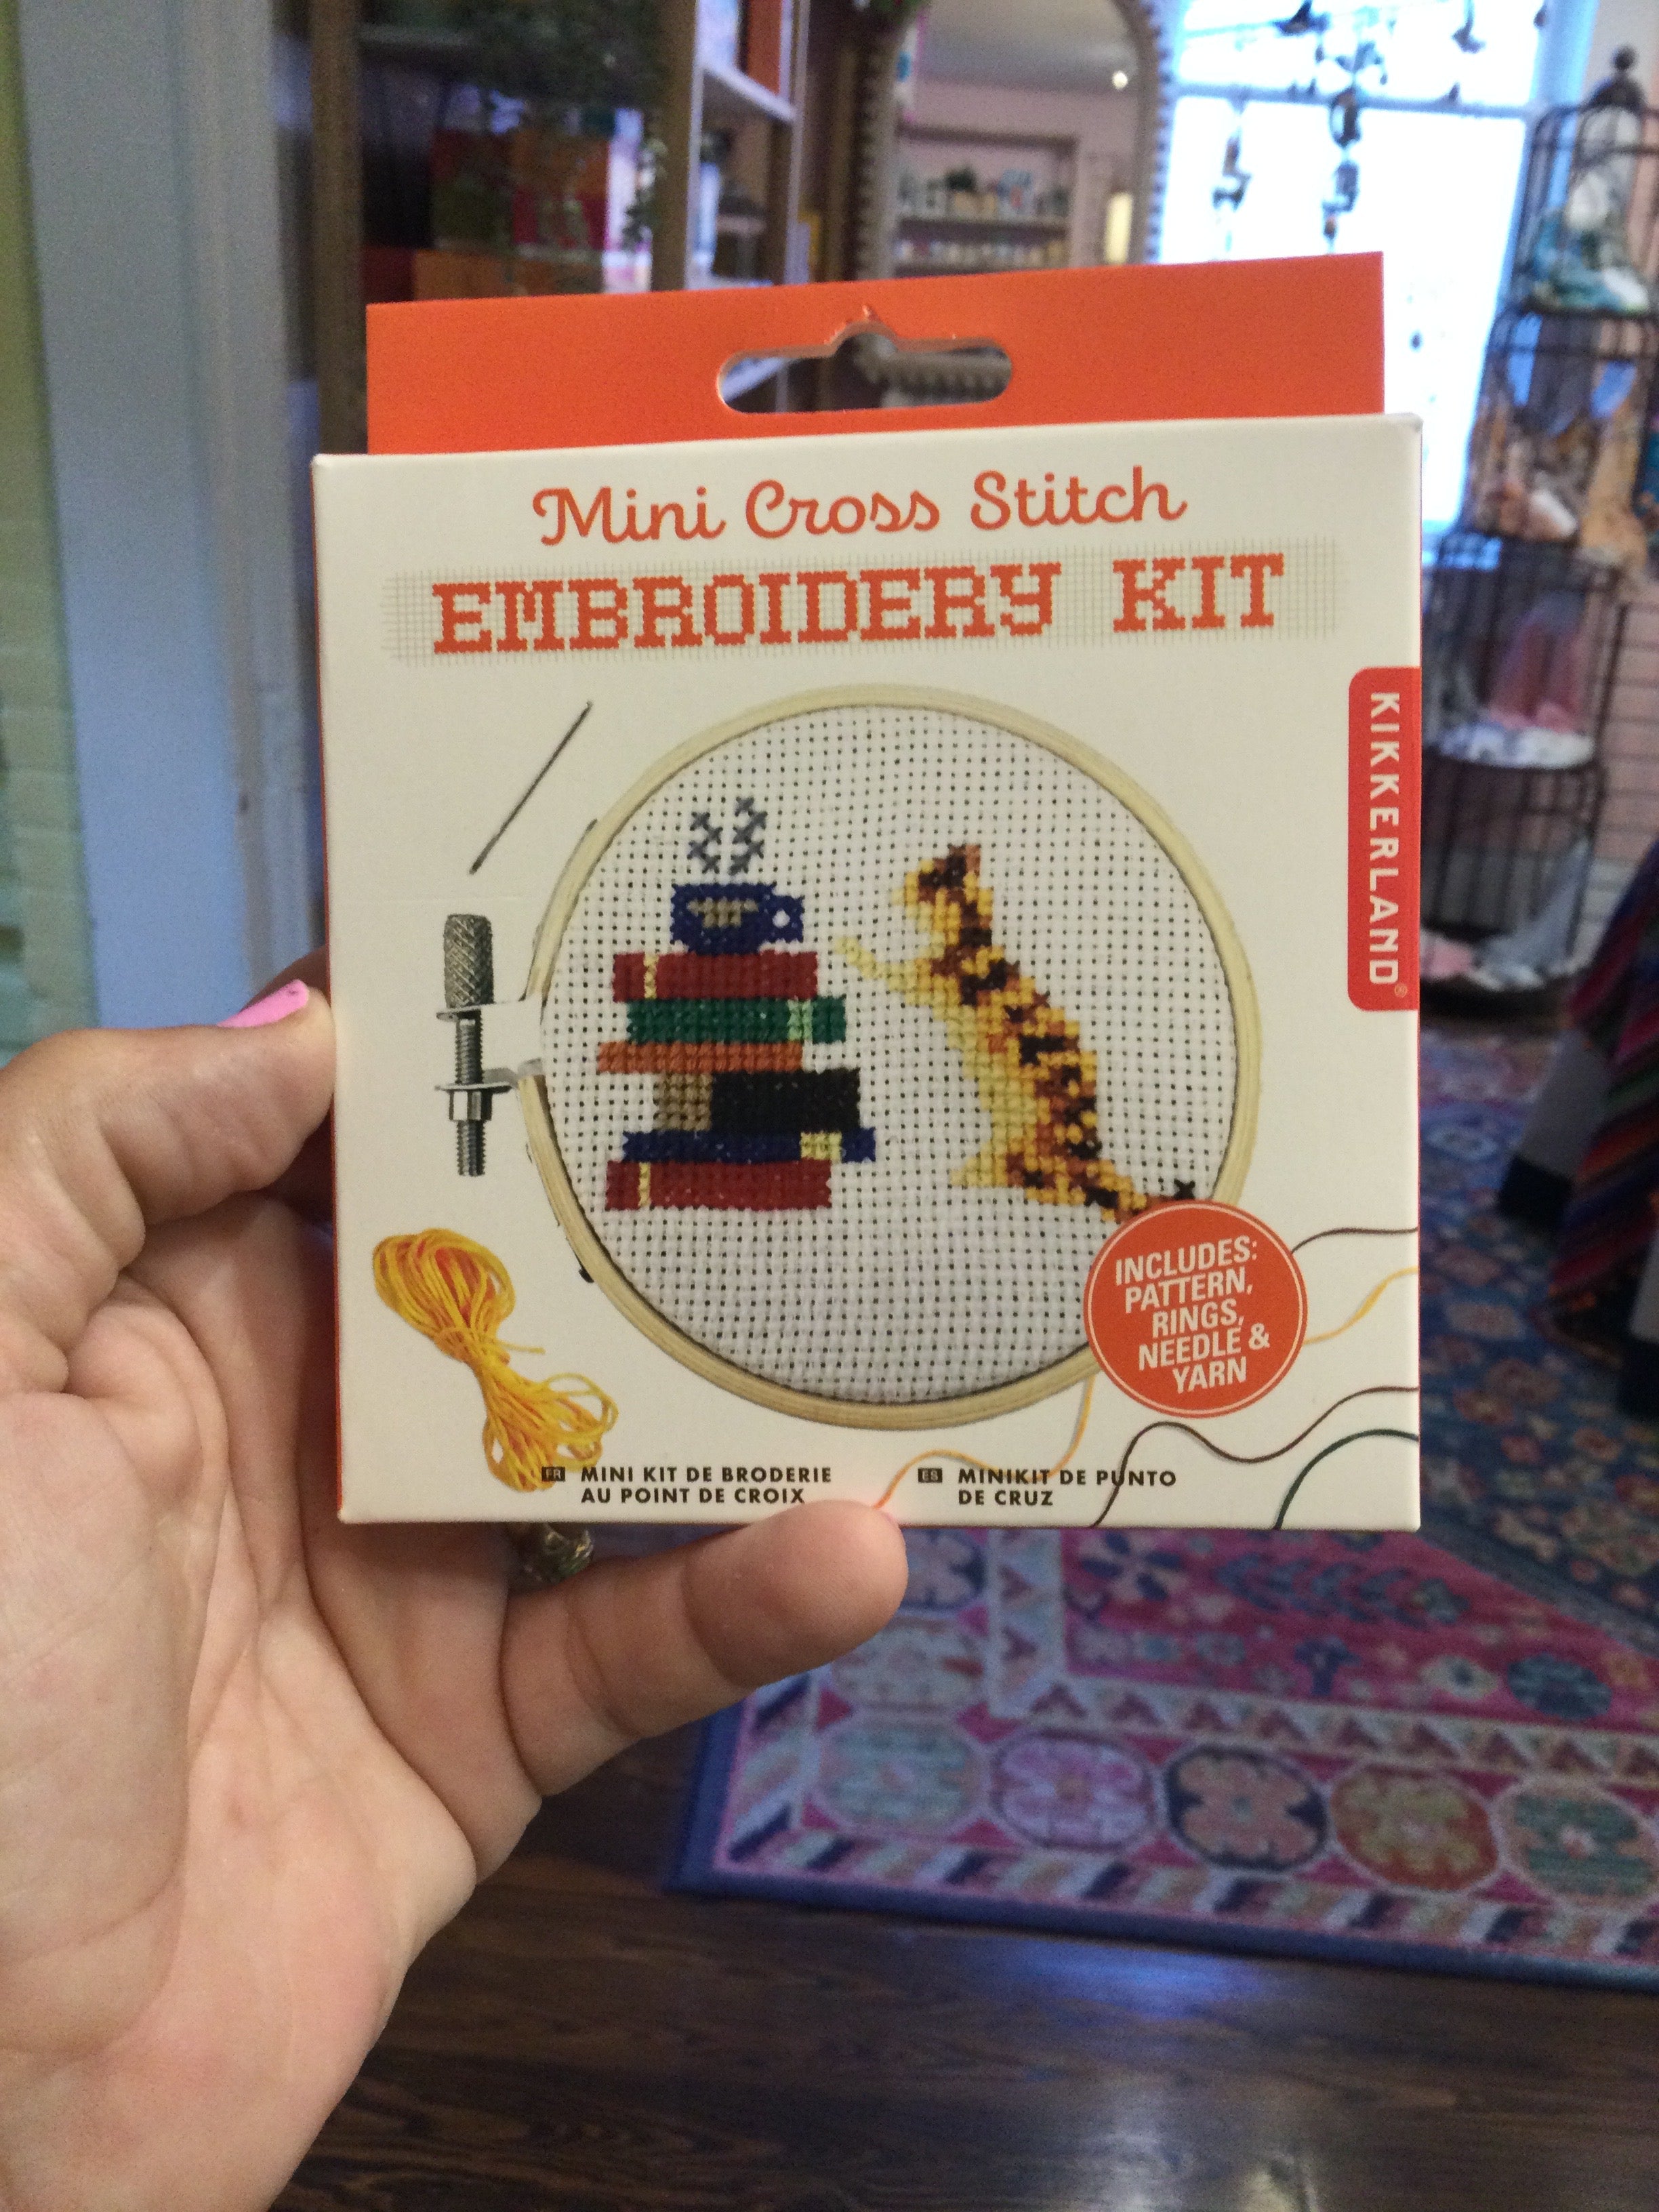 Mini Cross Stitch
EMBROIDERY KIT
KIKKERLAND®
INCLUDES:
PATTERN,
RINGS,
NEEDLE &
YARN
FR MINI KIT DE BRODERIE
AU POINT DE CROIX
ES MINIKIT DE PUNTO
DE CRUZ